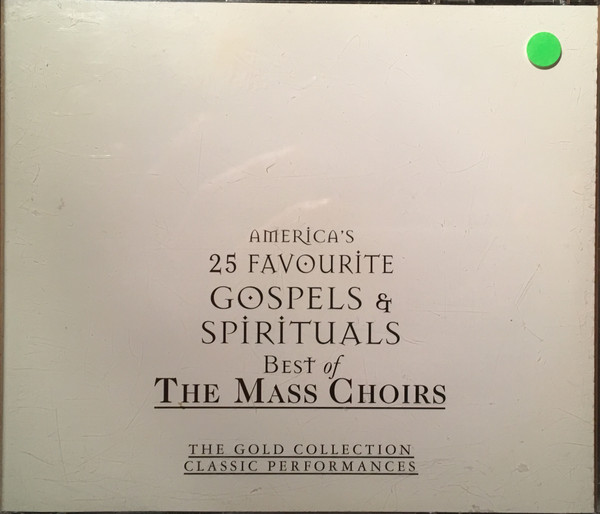 AMERICA'S
25 FAVOURITE
GOSPELS &
SPIRITUALS
BEST of
THE MASS CHOIRS
THE GOLD COLLECTION
CLASSIC PERFORMANCES